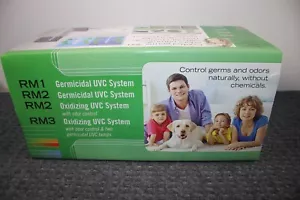 RM1 Germicidal UVC System
RM2 Germicidal UVC System
RM2 Oxidizing UVC System
with odor control
RM3 Oxidizing UVC System
with odor control & two
germicidal UVC lamps
Control germs and odors
naturally, without
chemicals.